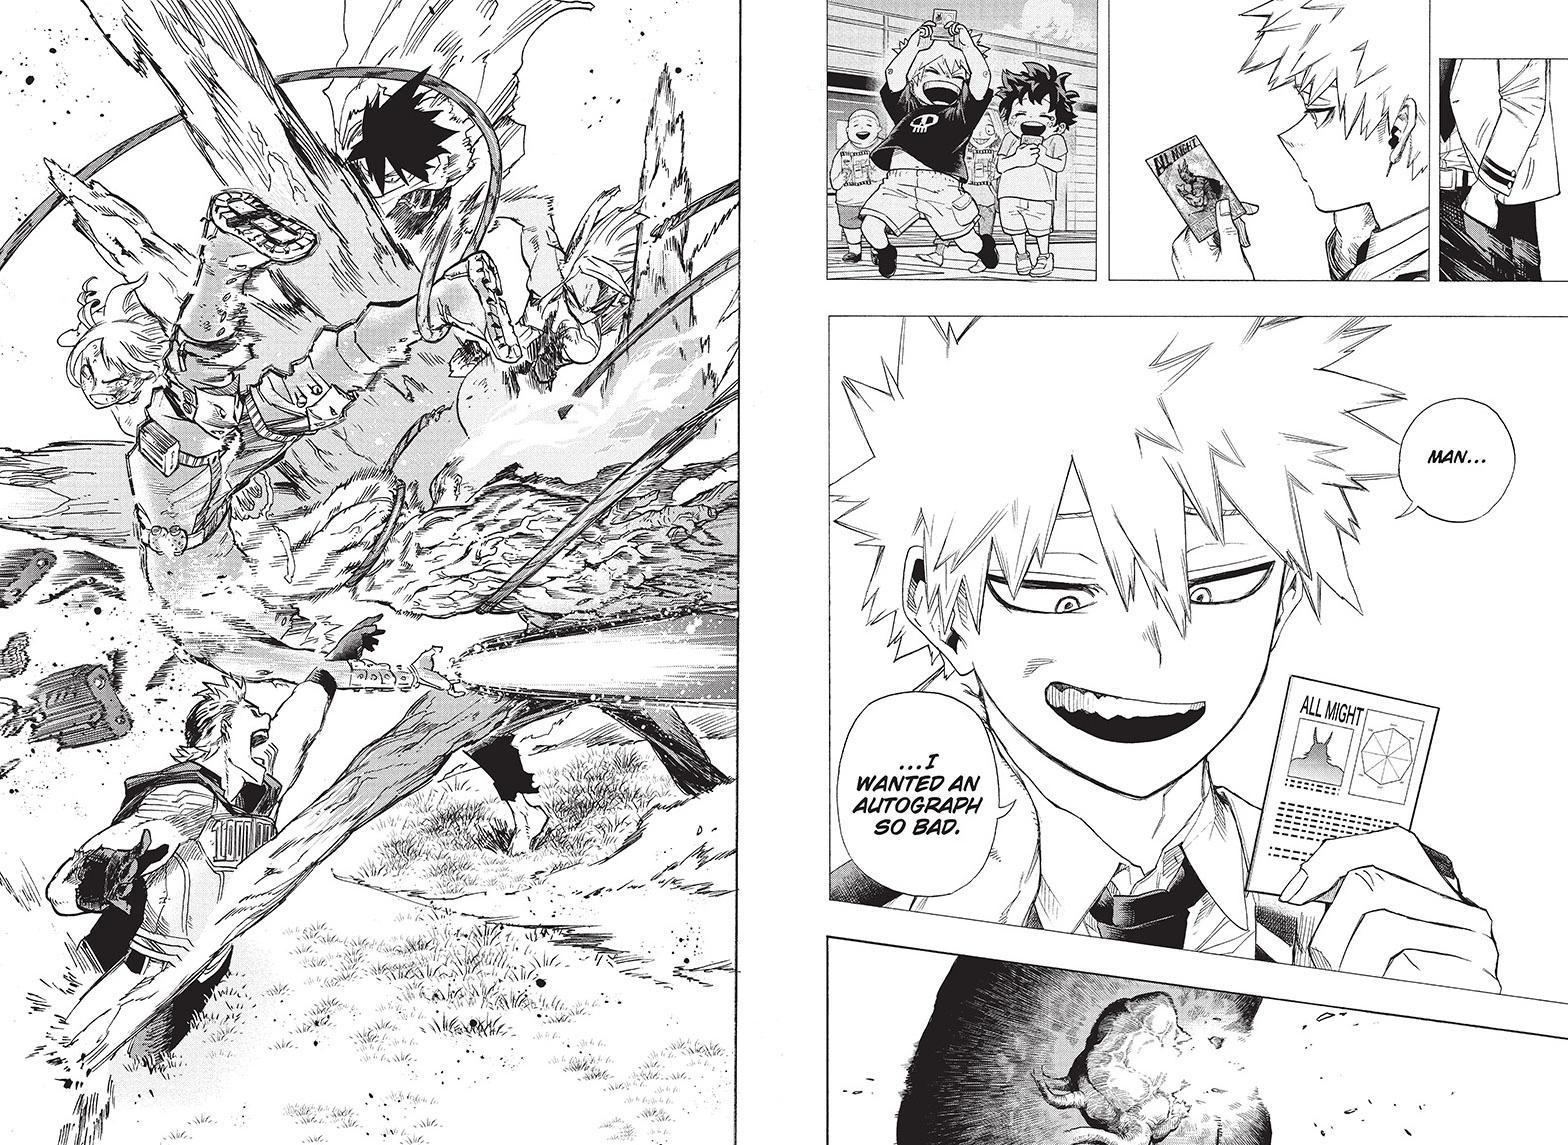 ALL MIGHT
MAN...
...I
WANTED AN
AUTOGRAPH
SO BAD.
ALL MIGHT